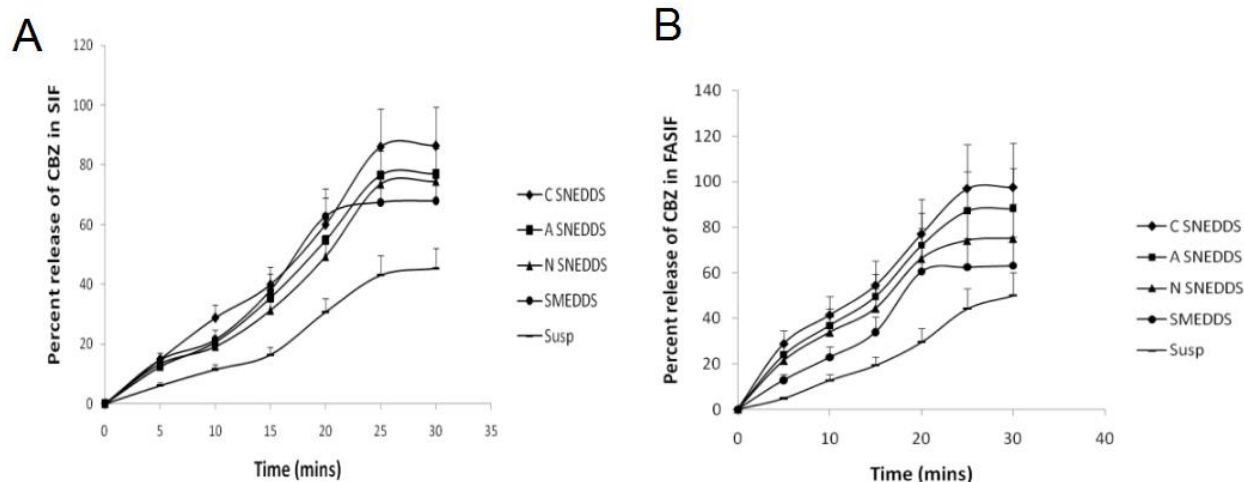 A
Percent release of CBZ in SIF
120
100
80
60
40
20
0
0 5 10 15 20 25 30 35
Time (mins)
C SNEDDS
A SNEDDS
N SNEDDS
SMEDDS
Susp
B
Percent release of CBZ in FASIF
140
120
100
80
60
40
20
0
0 10 20 30 40
Time (mins)
C SNEDDS
A SNEDDS
N SNEDDS
SMEDDS
Susp